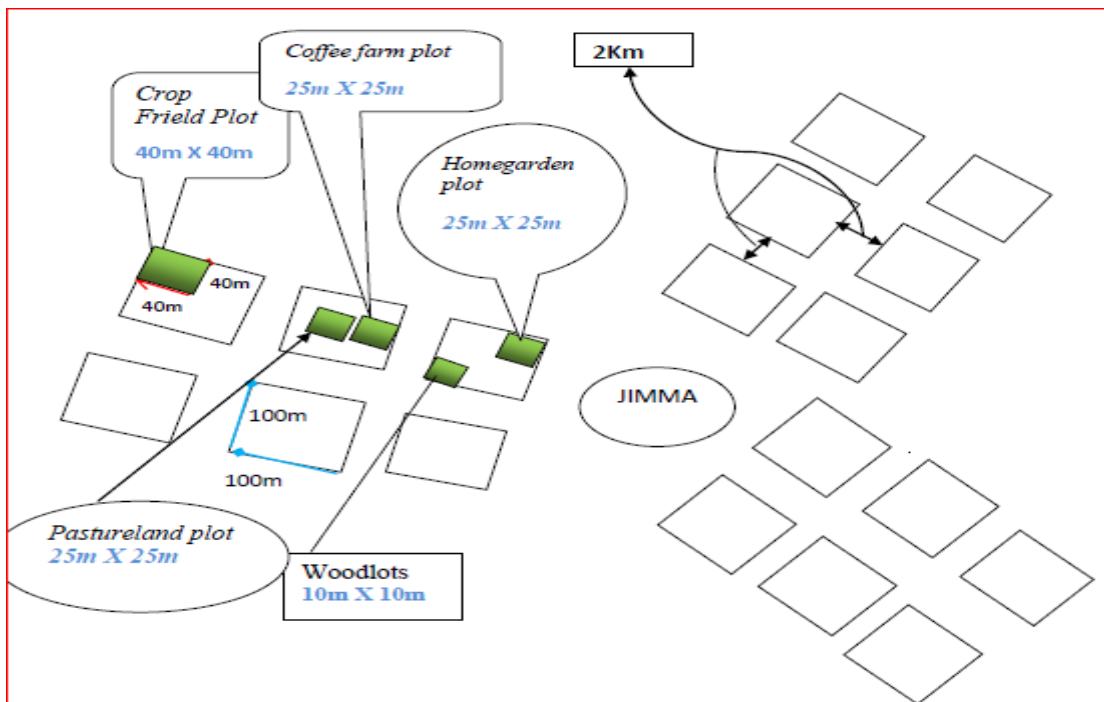 Coffee farm plot
25m X 25m
2Km
Crop
Frield Plot
40m X 40m
Homegarden
plot
25m X 25m
40m
40m
JIMMA
100m
100m
Pastureland plot
25m X 25m
Woodlots
10m X 10m